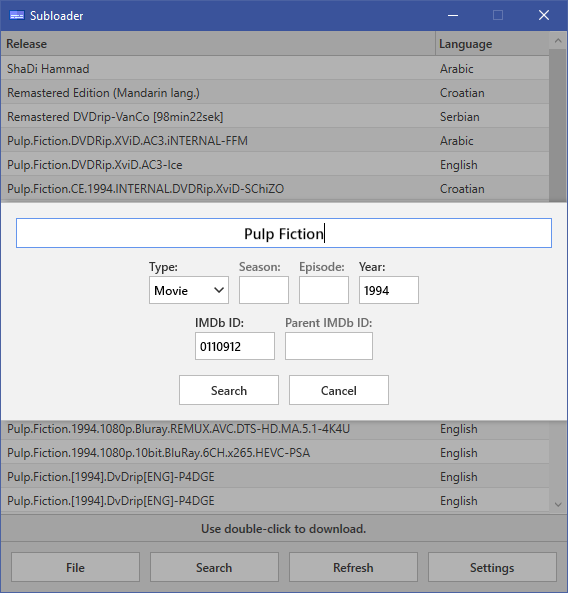 Subloader
Release Language
ShaDi Hammad Arabic
Remastered Edition (Mandarin lang.) Croatian
Remastered DVDrip-VanCo [98min22sek] Serbian
Pulp.Fiction.DVDRip.XViD.AC3.iNTERNAL-FFM Arabic
Pulp.Fiction.DVDRip.XviD.AC3-Ice English
Pulp.Fiction.CE.1994.INTERNAL.DVDRip.XviD-SChiZO Croatian
Pulp Fiction
Type: Season: Episode: Year:
Movie 1994
IMDb ID: Parent IMDb ID:
0110912
Search Cancel
Pulp.Fiction.1994.1080p.Bluray.REMUX.AVC.DTS-HD.MA.5.1-4K4U English
Pulp.Fiction.1994.1080p.10bit.BluRay.6CH.x265.HEVC-PSA English
Pulp.Fiction.[1994].DvDrip[ENG]-P4DGE English
Pulp.Fiction.[1994].DvDrip[ENG]-P4DGE English
Use double-click to download.
File Search Refresh Settings